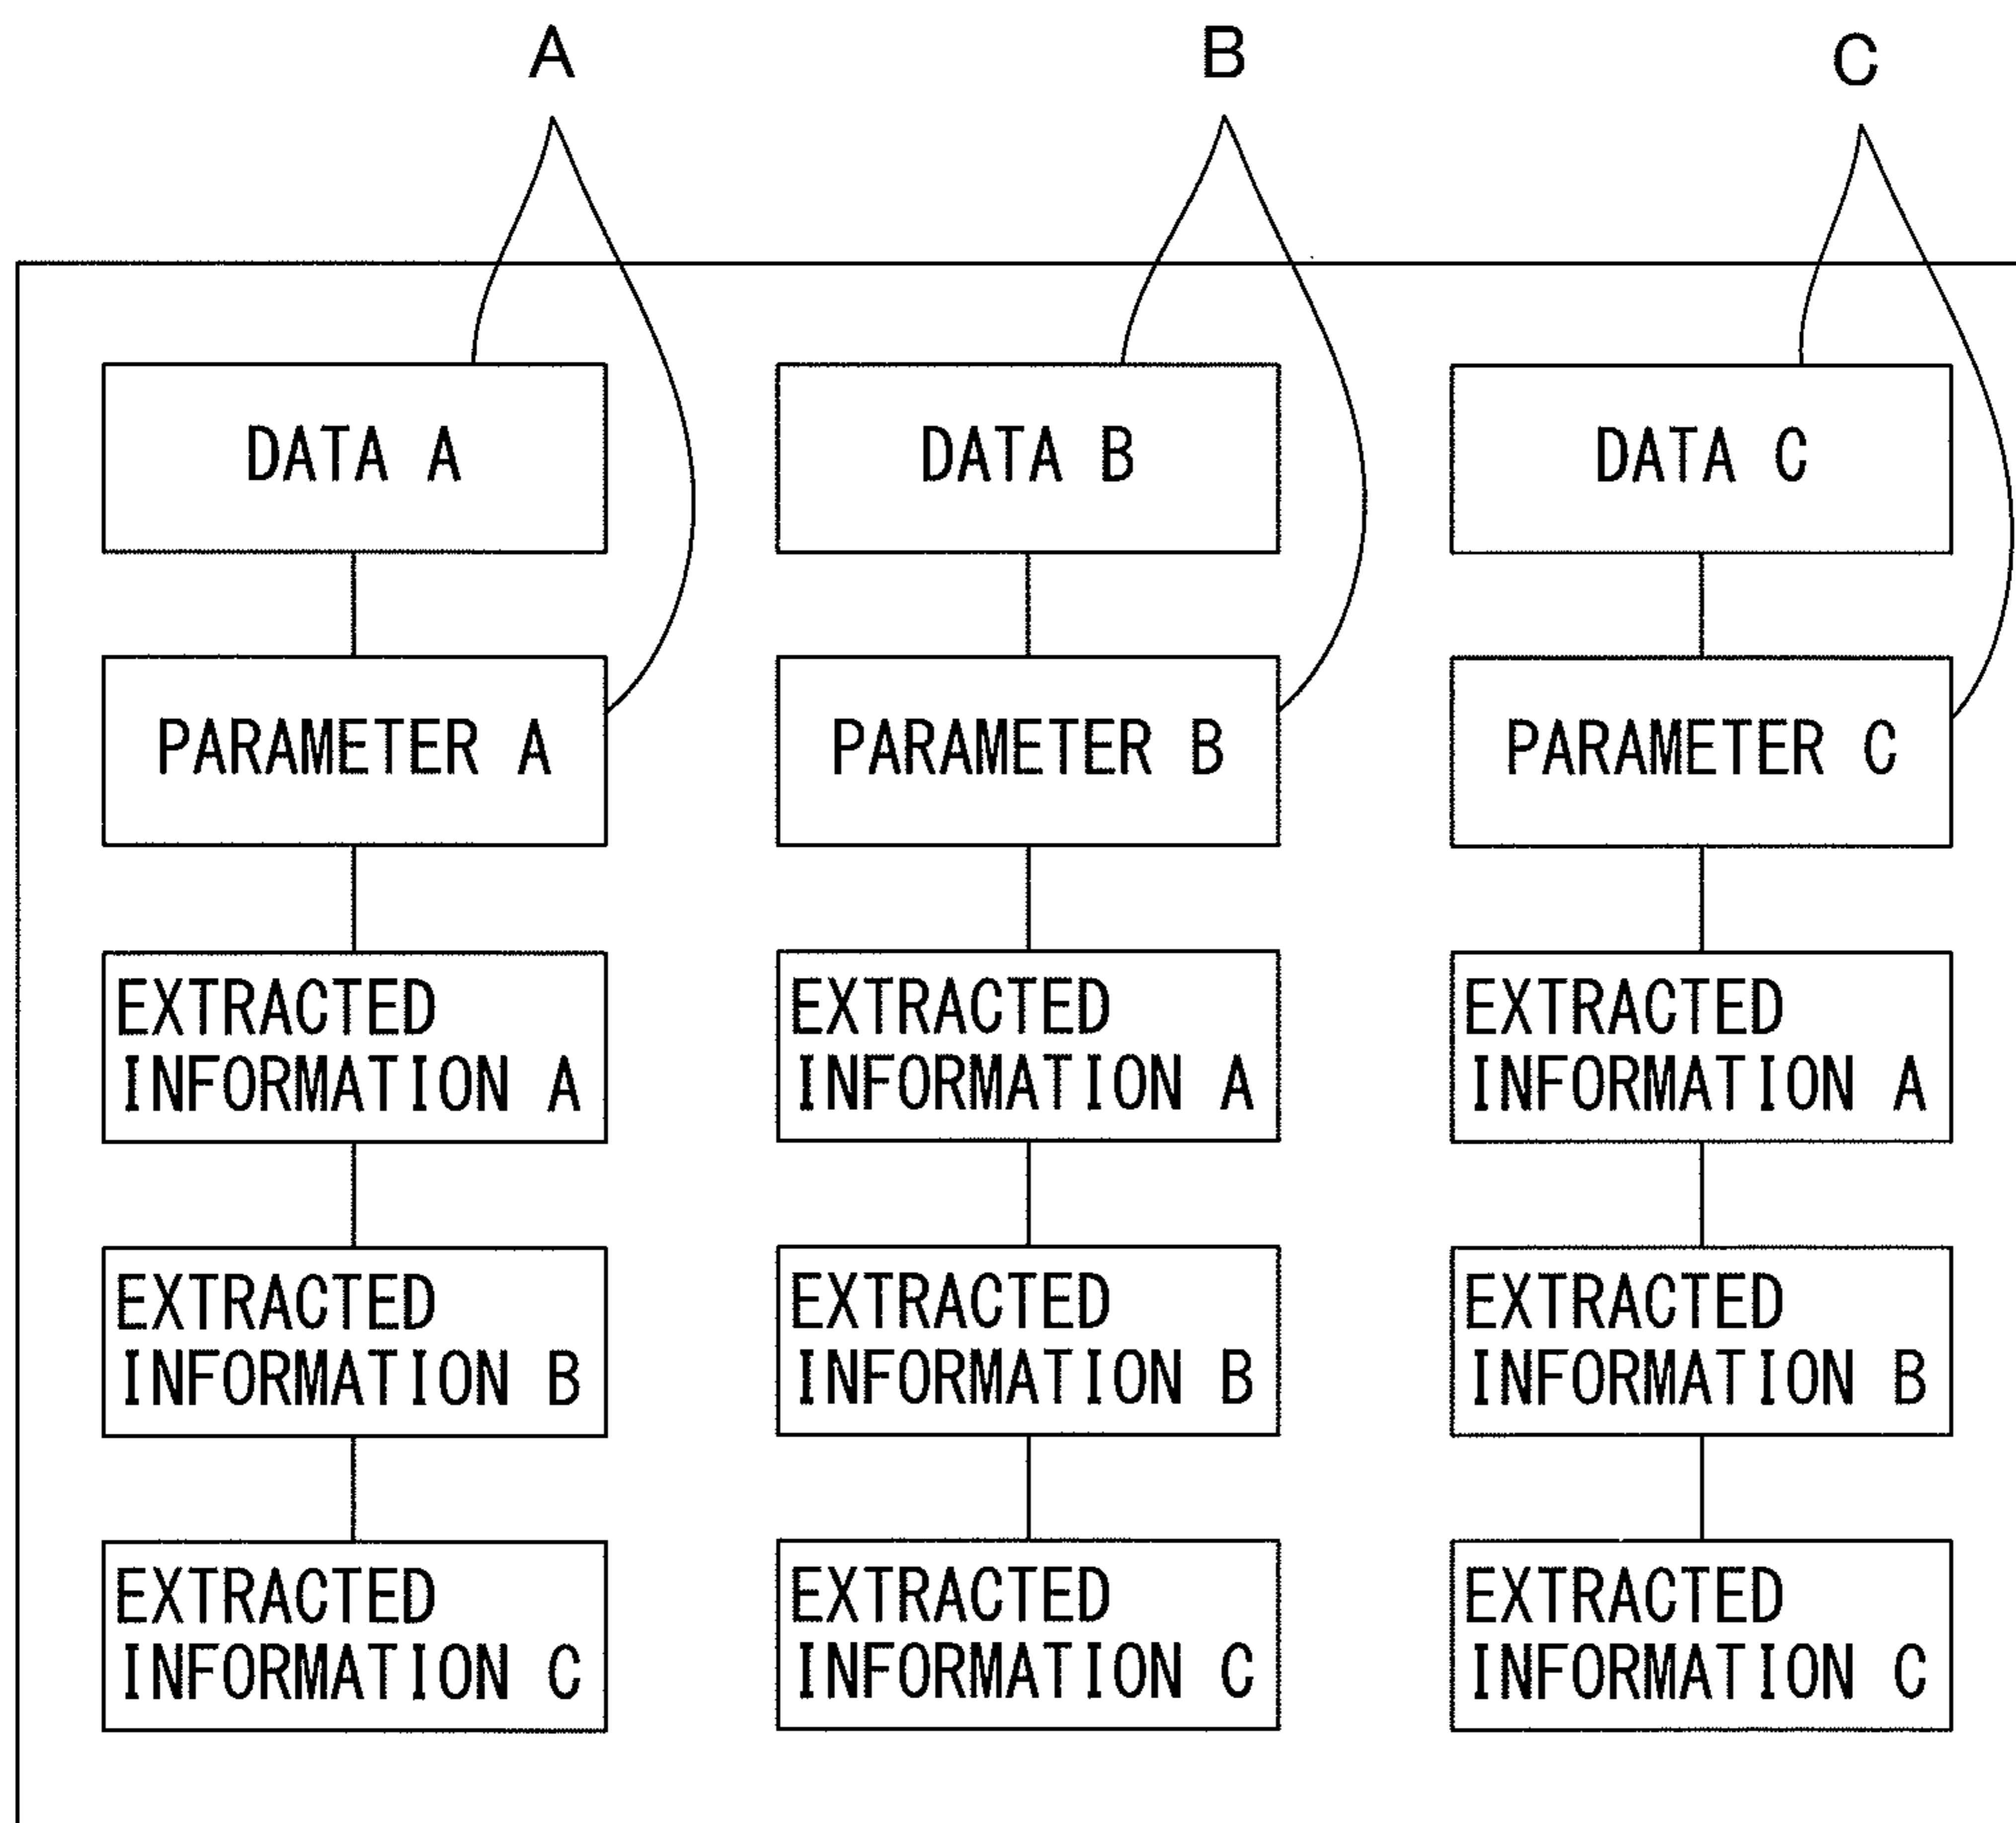 A
B
C
DATA A
DATA B
DATA C
PARAMETER A
PARAMETER B
PARAMETER C
EXTRACTED
INFORMATION A
EXTRACTED
INFORMATION A
EXTRACTED
INFORMATION A
EXTRACTED
INFORMATION B
EXTRACTED
INFORMATION B
EXTRACTED
INFORMATION B
EXTRACTED
INFORMATION C
EXTRACTED
INFORMATION C
EXTRACTED
INFORMATION C